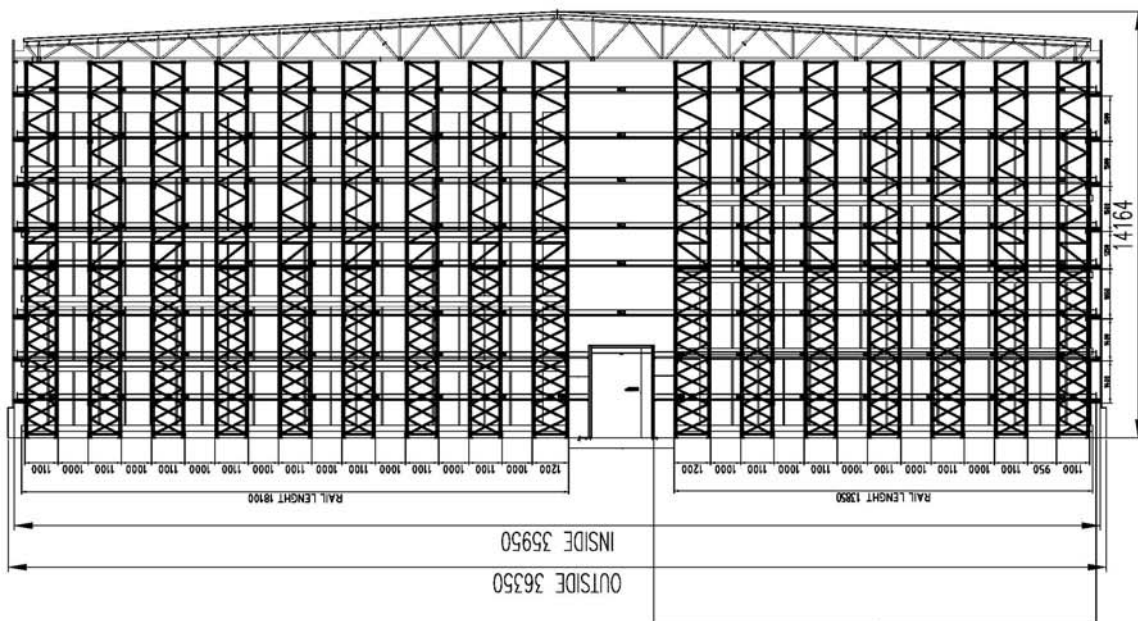 14164
1100 1000 1100 1000 1100 1000 1100 1000 1100 1000 1100 1000 1100 1000 1100 1000 1200
1200 1000 1100 1000 1100 1000 1100 1000 1100 1000 1100 950 1100
RAIL LENGHT 18100
RAIL LENGHT 13850
INSIDE 35950
OUTSIDE 36350